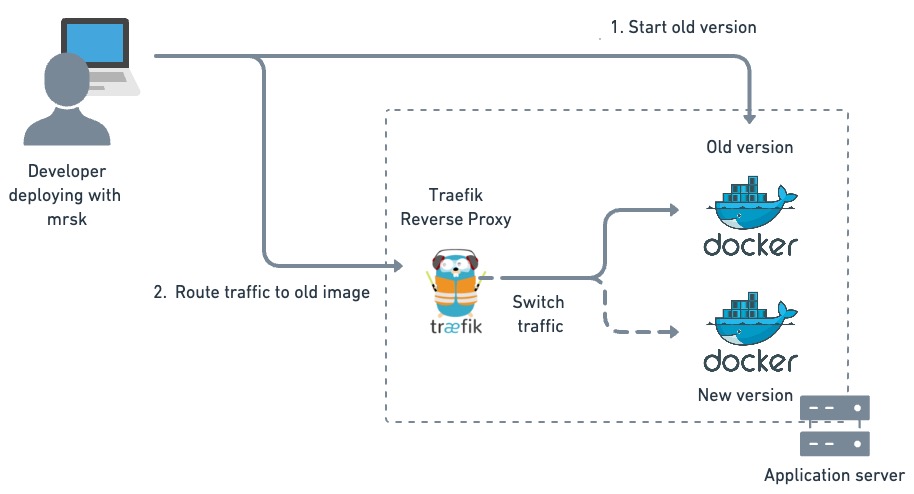 1. Start old version
Developer
deploying with
mrsk
Old version
docker
Traefik
Reverse Proxy
træfik
2. Route traffic to old image
Switch
traffic
docker
New version
Application server